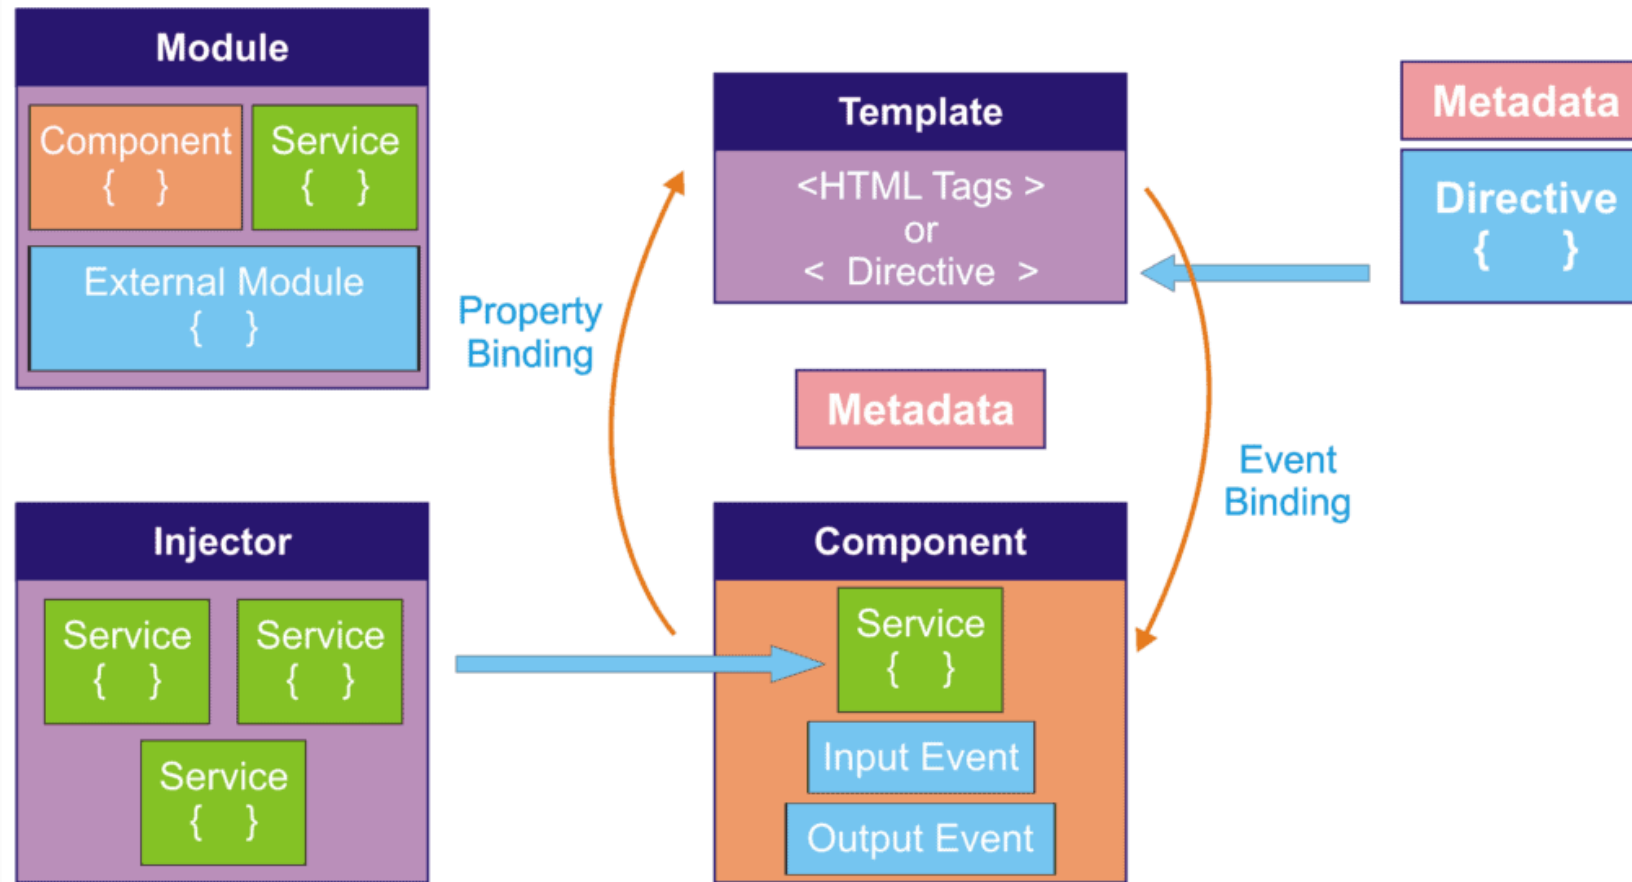 Module
Component
{ }
Service
{ }
External Module
{ }
Template
<HTML Tags >
or
< Directive >
Metadata
Directive
{ }
Property
Binding
Metadata
Event
Binding
Injector
Service
{ }
Service
{ }
Service
{ }
Component
Service
{ }
Input Event
Output Event